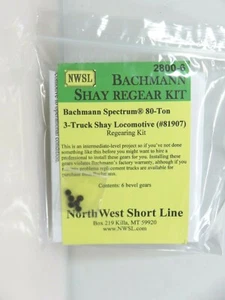 2800-6
NWSL
BACHMANN
SHAY REGEAR KIT
Bachmann Spectrum® 80-Ton
3-Truck Shay Locomotive (#81907)
Regearing Kit
This is an intermediate-level project so if you've not done
something like this before you might want to hire a
professional to install these gears for you. Installing these
gears violates Bachmann's factory warranty, although if you
replacement trucks are available for
Contents: 6 bevel gears
NorthWest Short Line
Box 219 Kila, MT 59920
www.NWSL.com